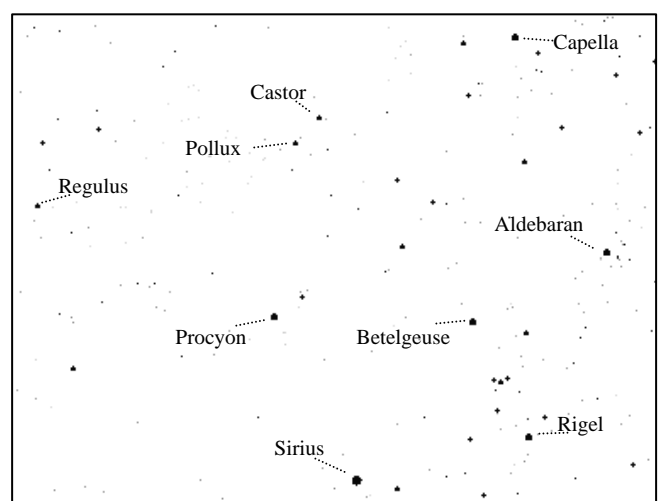 Capella
Castor
Pollux
Regulus
Aldebaran
Procyon
Betelgeuse
Rigel
Sirius